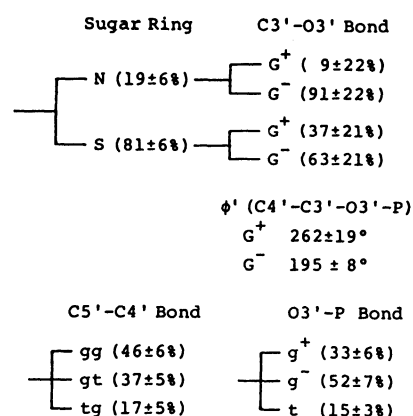 Sugar Ring C3'-O3' Bond
G+ ( 9±22%)
N (19±6%)
G- (91±22%)
G+ (37±21%)
S (81±6%)
G- (63±21%)
ϕ' (C4'-C3'-O3'-P)
G+ 262±19°
G- 195 ± 8°
C5'-C4' Bond O3'-P Bond
gg (46±6%) g+ (33±6%)
gt (37±5%) g- (52±7%)
tg (17±5%) t (15±3%)